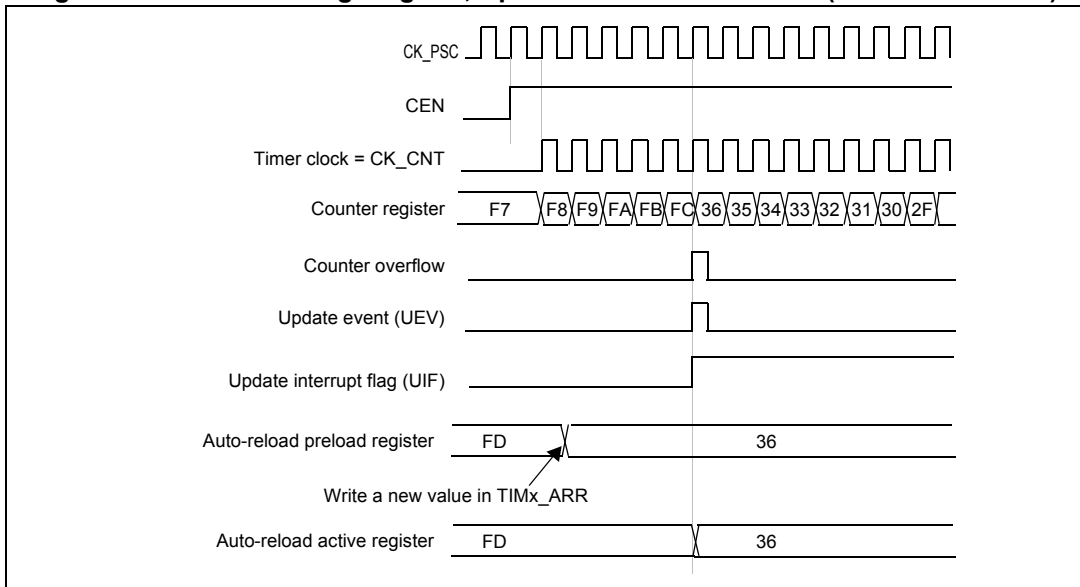 CK_PSC
CEN
Timer clock = CK_CNT
Counter register F7 F8 F9 FA FB FC 36 35 34 33 32 31 30 2F
Counter overflow
Update event (UEV)
Update interrupt flag (UIF)
Auto-reload preload register FD 36
Write a new value in TIMx_ARR
Auto-reload active register FD 36